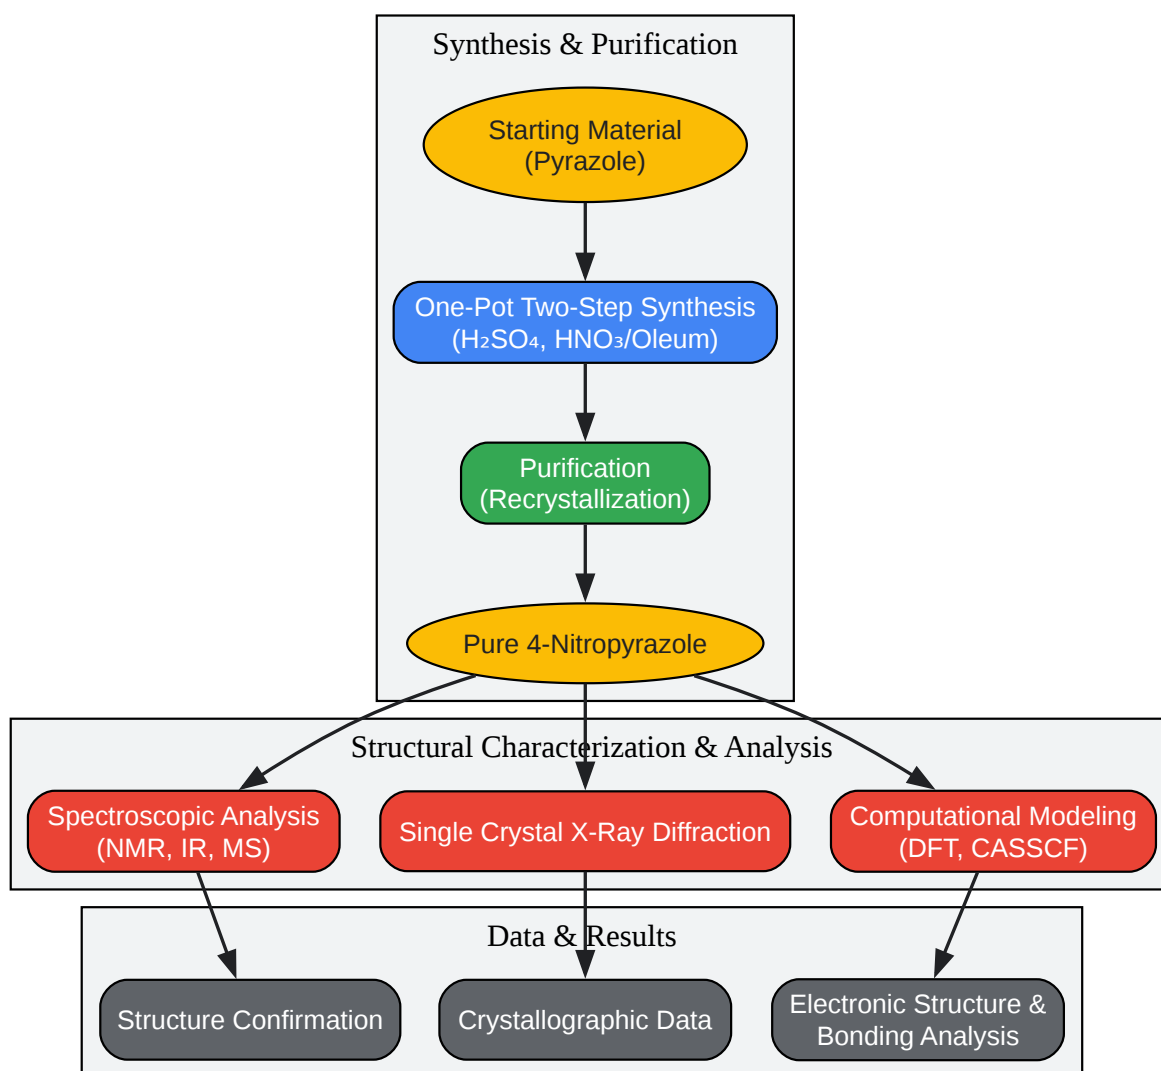 Synthesis & Purification
Starting Material
(Pyrazole)
One-Pot Two-Step Synthesis
(H₂SO₄, HNO₃/Oleum)
Purification
(Recrystallization)
Pure 4-Nitropyrazole
Structural Characterization & Analysis
Spectroscopic Analysis
(NMR, IR, MS)
Single Crystal X-Ray Diffraction
Computational Modeling
(DFT, CASSCF)
Data & Results
Structure Confirmation
Crystallographic Data
Electronic Structure &
Bonding Analysis